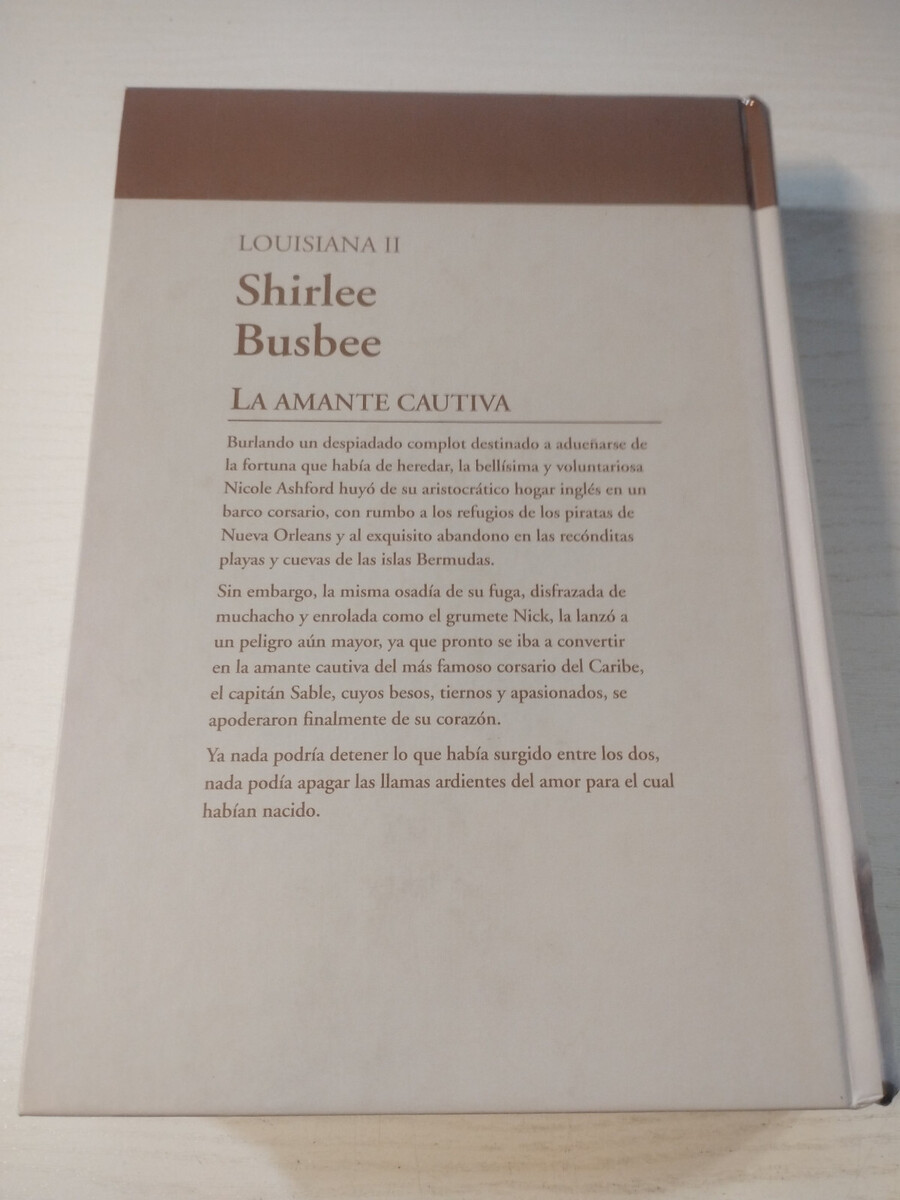 LOUISIANA II
Shirlee
Busbee
LA AMANTE CAUTIVA
Burlando un despiadado complot destinado a adueñarse de
la fortuna que había de heredar, la bellísima y voluntariosa
Nicole Ashford huyó de su aristocrático hogar inglés en un
barco corsario, con rumbo a los refugios de los piratas de
Nueva Orleans y al exquisito abandono en las recónditas
playas y cuevas de las islas Bermudas.
Sin embargo, la misma osadía de su fuga, disfrazada de
muchacho y enrolada como el grumete Nick, la lanzó a
un peligro aún mayor, ya que pronto se iba a convertir
en la amante cautiva del más famoso corsario del Caribe,
el capitán Sable, cuyos besos, tiernos y apasionados, se
apoderaron finalmente de su corazón.
Ya nada podría detener lo que había surgido entre los dos,
nada podía apagar las llamas ardientes del amor para el cual
habían nacido.